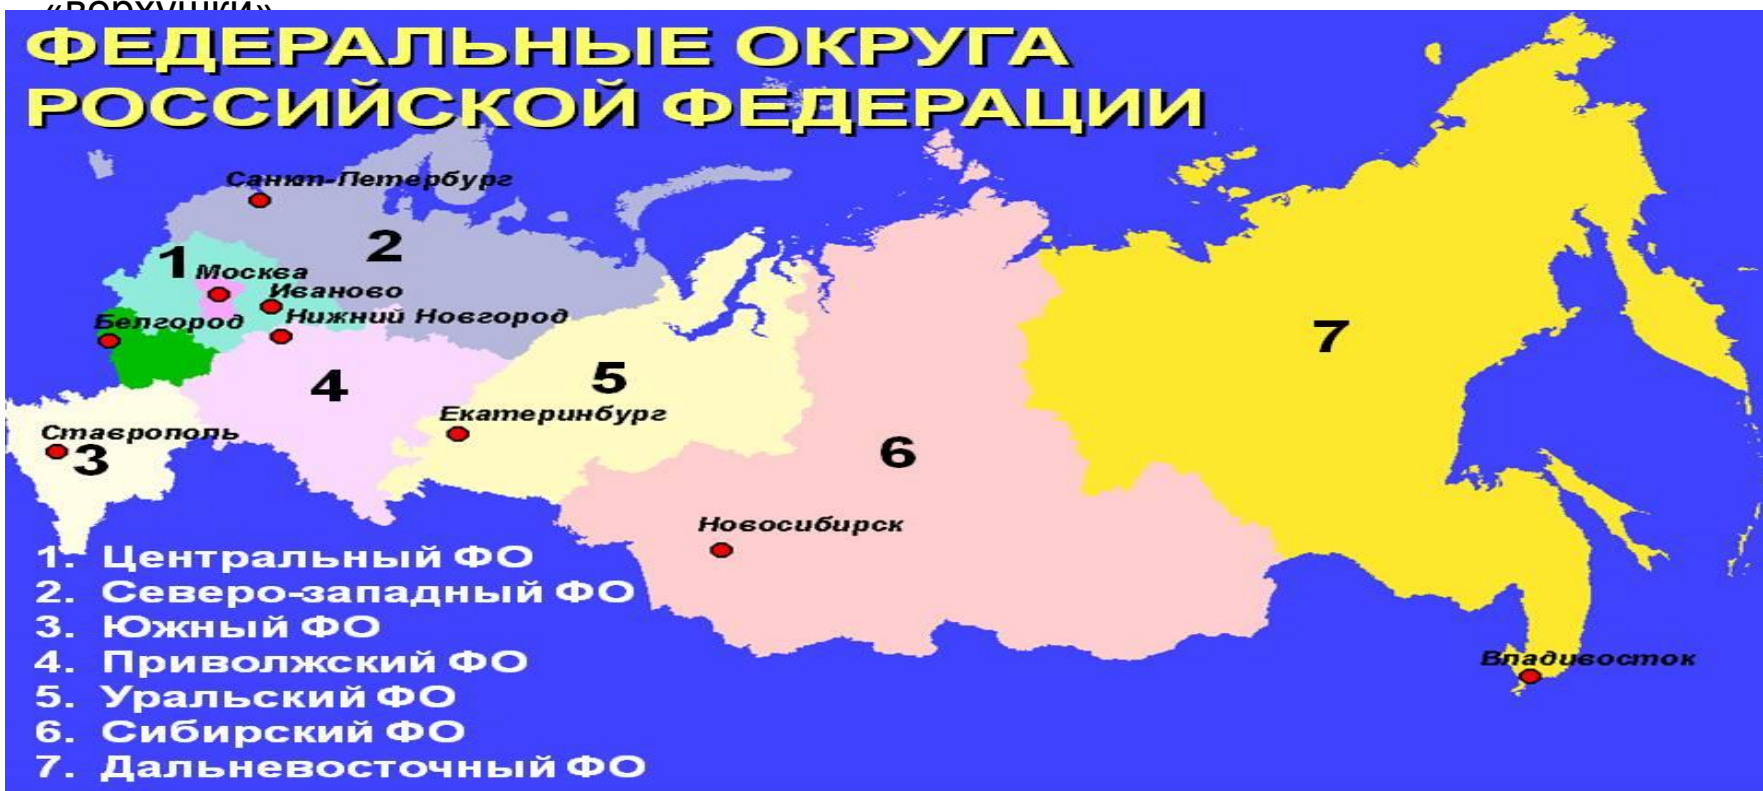 «верхушки»
ФЕДЕРАЛЬНЫЕ ОКРУГА
РОССИЙСКОЙ ФЕДЕРАЦИИ
Санкт-Петербург
2
1
Москва
Иваново
Нижний Новгород
Белгород
7
5
4
Екатеринбург
Ставрополь
3
6
Новосибирск
Владивосток
1. Центральный ФО
2. Северо-западный ФО
3. Южный ФО
4. Приволжский ФО
5. Уральский ФО
6. Сибирский ФО
7. Дальневосточный ФО